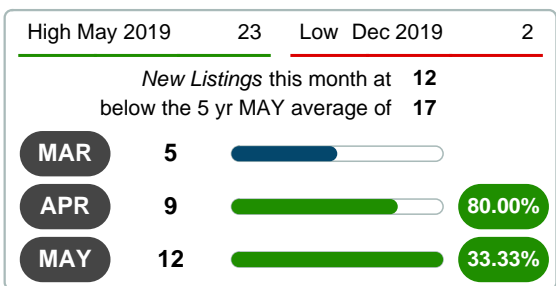 High May 2019 23 Low Dec 2019 2
New Listings this month at 12
below the 5 yr MAY average of 17
MAR 5
APR 9 80.00%
MAY 12 33.33%